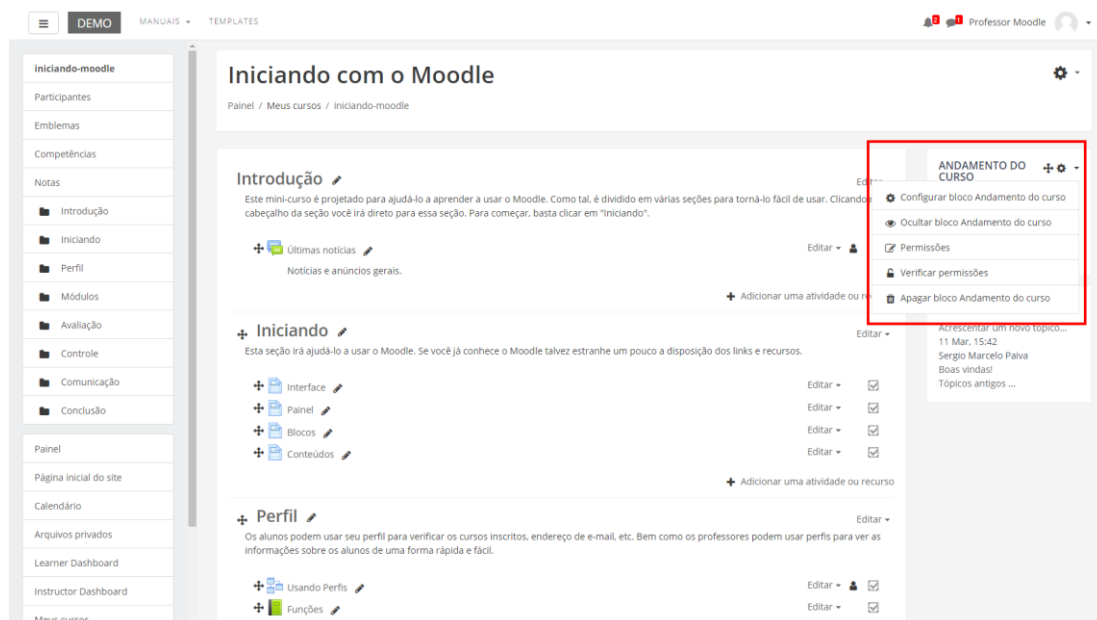 DEMO
MANUAIS
TEMPLATES
2
1
Professor Moodle
iniciando-moodle
Participantes
Emblemas
Competências
Notas
Introdução
Iniciando
Perfil
Módulos
Avaliação
Controle
Comunicação
Conclusão
Painel
Página inicial do site
Calendário
Arquivos privados
Learner Dashboard
Instructor Dashboard
Meus cursos
Iniciando com o Moodle
Painel / Meus cursos / iniciando-moodle
Introdução
Este mini-curso é projetado para ajudá-lo a aprender a usar o Moodle. Como tal, é dividido em várias seções para torná-lo fácil de usar. Clicando
cabeçalho da seção você irá direto para essa seção. Para começar, basta clicar em "Iniciando".
Últimas notícias
Editar
Notícias e anúncios gerais.
Adicionar uma atividade ou
Iniciando
Editar
Esta seção irá ajudá-lo a usar o Moodle. Se você já conhece o Moodle talvez estranhe um pouco a disposição dos links e recursos.
Interface
Editar
Painel
Editar
Blocos
Editar
Conteúdos
Editar
Adicionar uma atividade ou recurso
Perfil
Editar
Os alunos podem usar seu perfil para verificar os cursos inscritos, endereço de e-mail, etc. Bem como os professores podem usar perfis para ver as
informações sobre os alunos de uma forma rápida e fácil.
Usando Perfis
Editar
Funções
Editar
ANDAMENTO DO
CURSO
Configurar bloco Andamento do curso
Ocultar bloco Andamento do curso
Permissões
Verificar permissões
Apagar bloco Andamento do curso
Acrescentar um novo tópico...
11 Mar, 15:42
Sergio Marcelo Paiva
Boas vindas!
Tópicos antigos ...